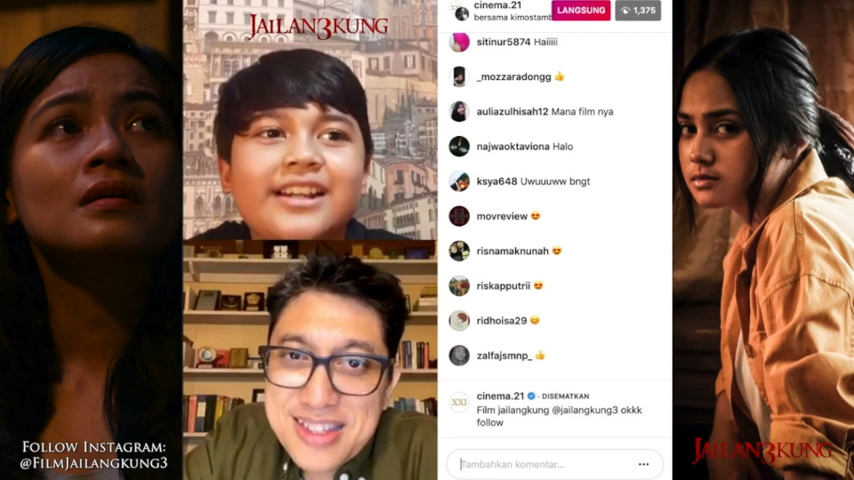 JAILAN3KUNG
cinema.21
bersama kimostamb
LANGSUNG
1,375
sitinur5874 Haiiiii
_mozzaradongg 👍
auliazulhisah12 Mana film nya
najwaoktaviona Halo
ksya648 Uwuuuww bngt
movreview 😍
risnamaknunah 😍
riskapputrii 😍
ridhoisa29 😊
zalfajsmnp_ 👍
XXI
cinema.21 · DISEMATKAN
Film jailangkung @jailangkung3 okkk
follow
Tambahkan komentar...
FOLLOW INSTAGRAM:
@FILMJAILANGKUNG3
JAILAN3KUNG